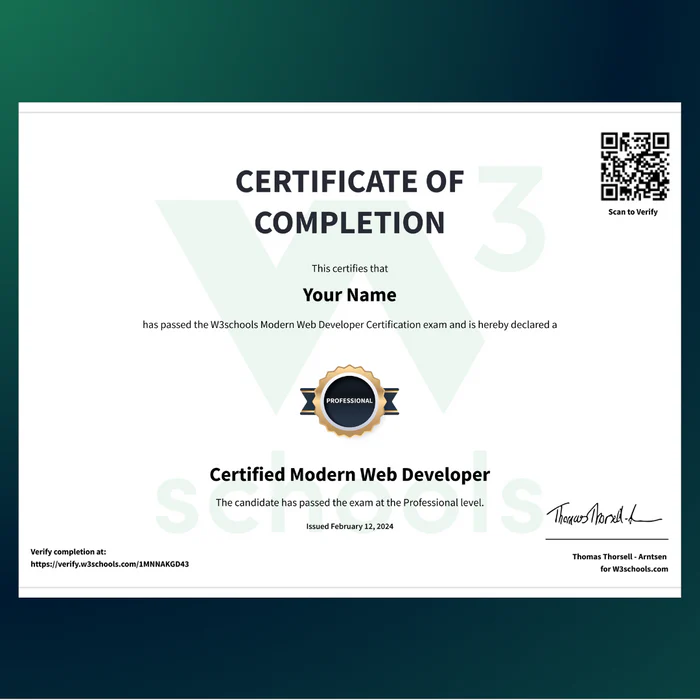 CERTIFICATE OF
COMPLETION
Scan to Verify
This certifies that
Your Name
has passed the W3schools Modern Web Developer Certification exam and is hereby declared a
PROFESSIONAL
Certified Modern Web Developer
The candidate has passed the exam at the Professional level.
Issued February 12, 2024
W3
schools
Verify completion at:
https://verify.w3schools.com/1MNNAKGD43
Thomas Thorsell-A
Thomas Thorsell - Arntsen
for W3schools.com